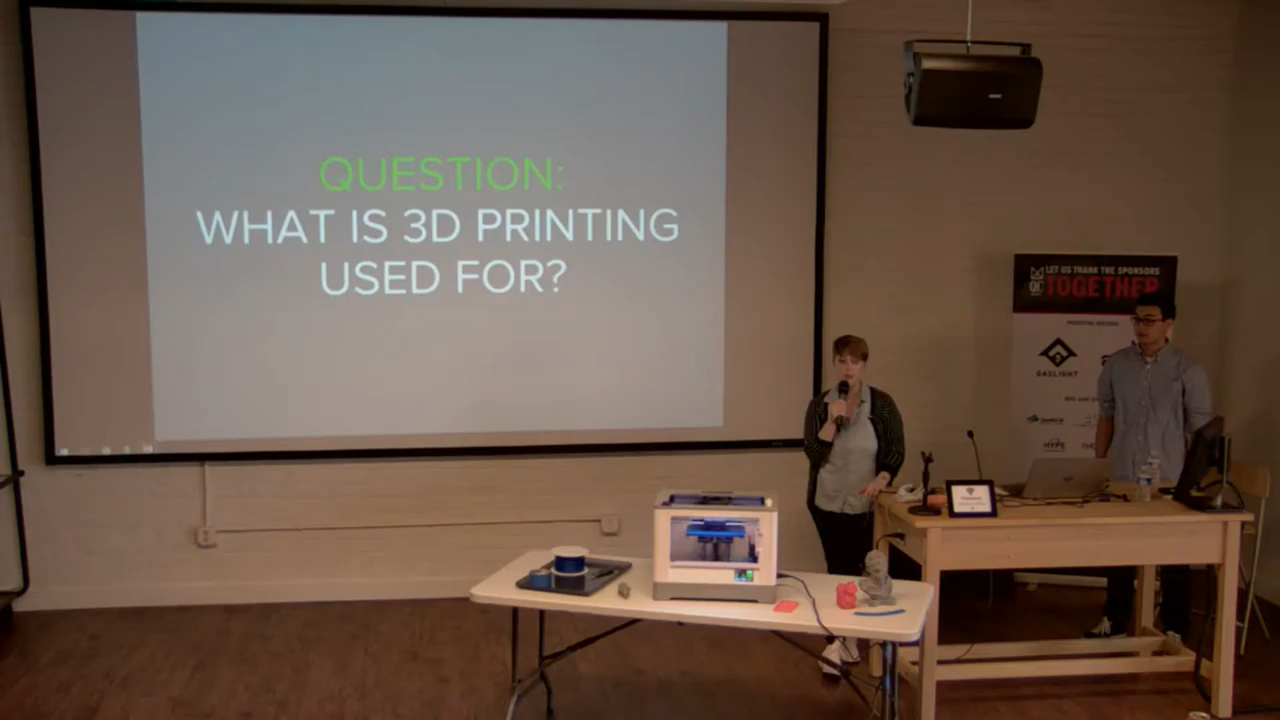 QUESTION:
WHAT IS 3D PRINTING
USED FOR?
LET US THANK THE SPONSORS
TOGETHER
GASLIGHT
HYPE